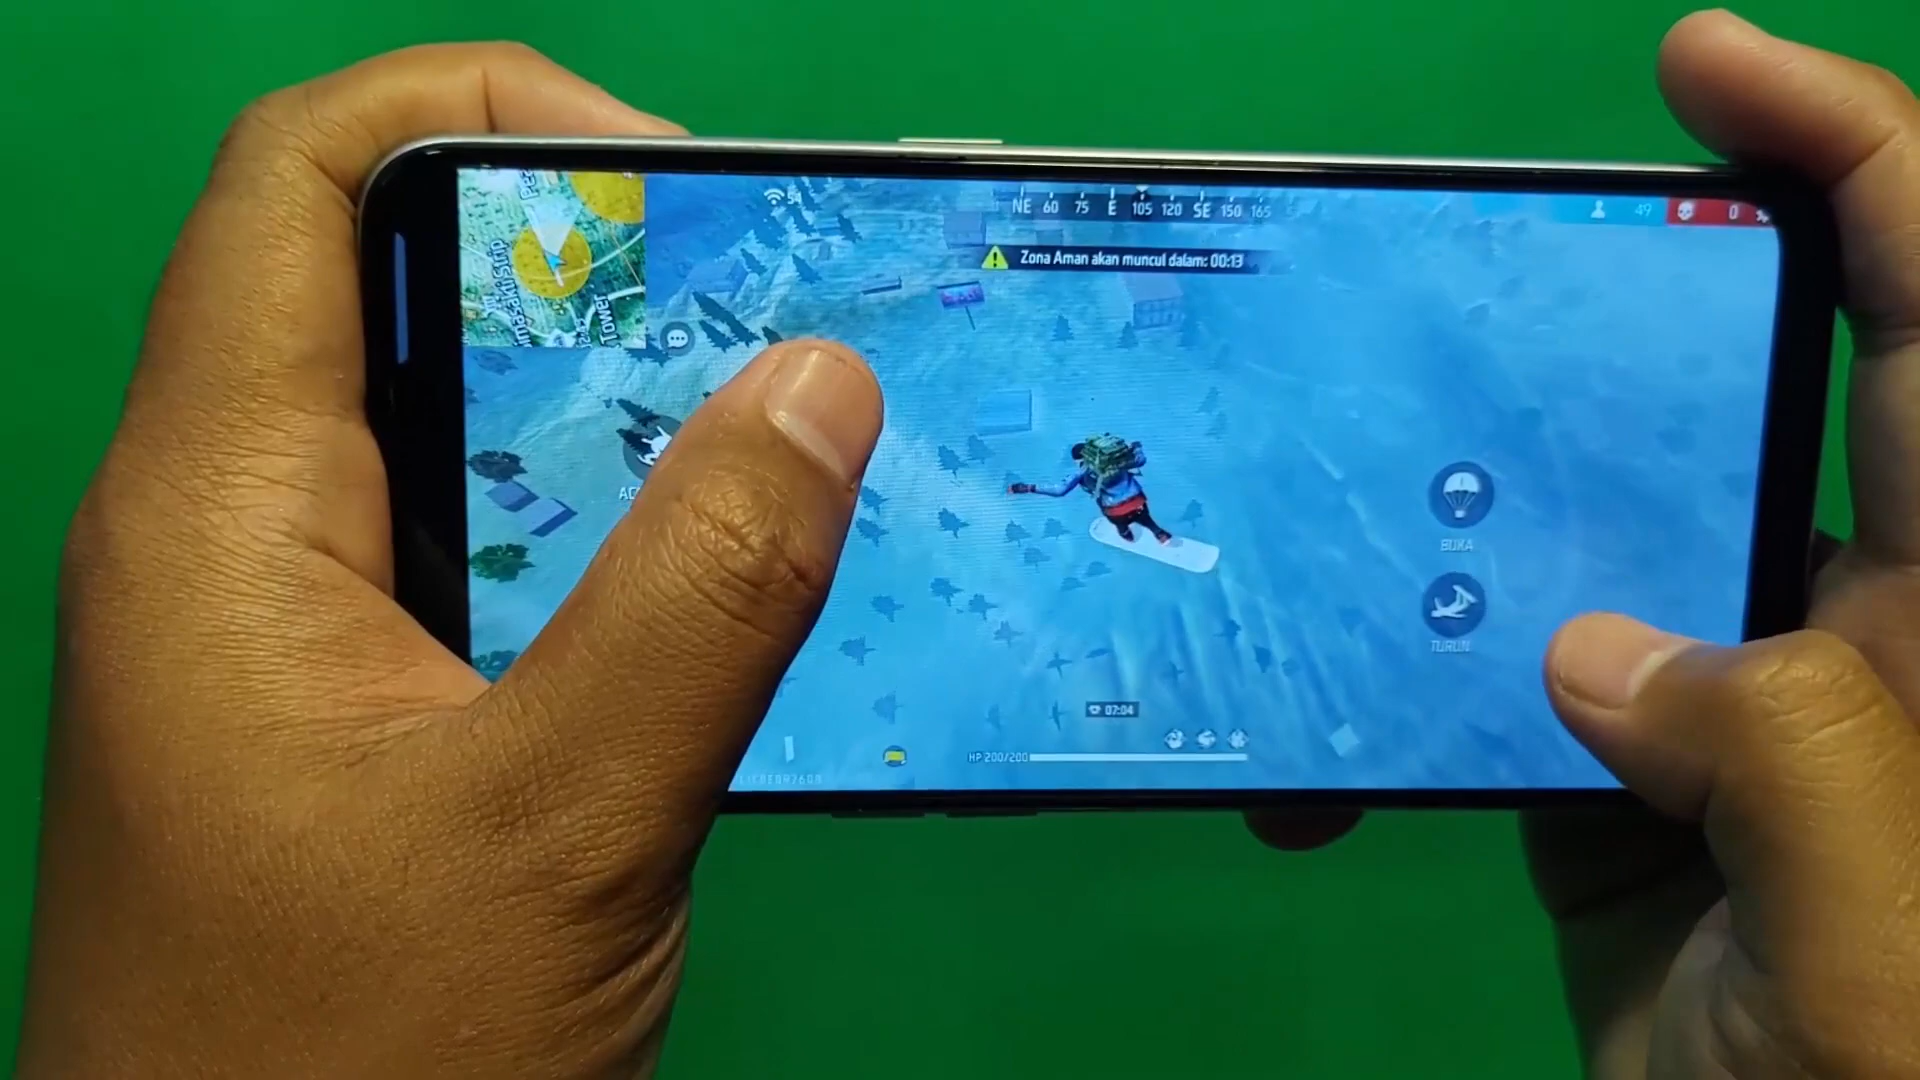 NE 60 75 E 105 120 SE 150 165
49
0
Zona Aman akan muncul dalam: 00:13
Tower
BUKA
TURUN
07:04
HP 200/200